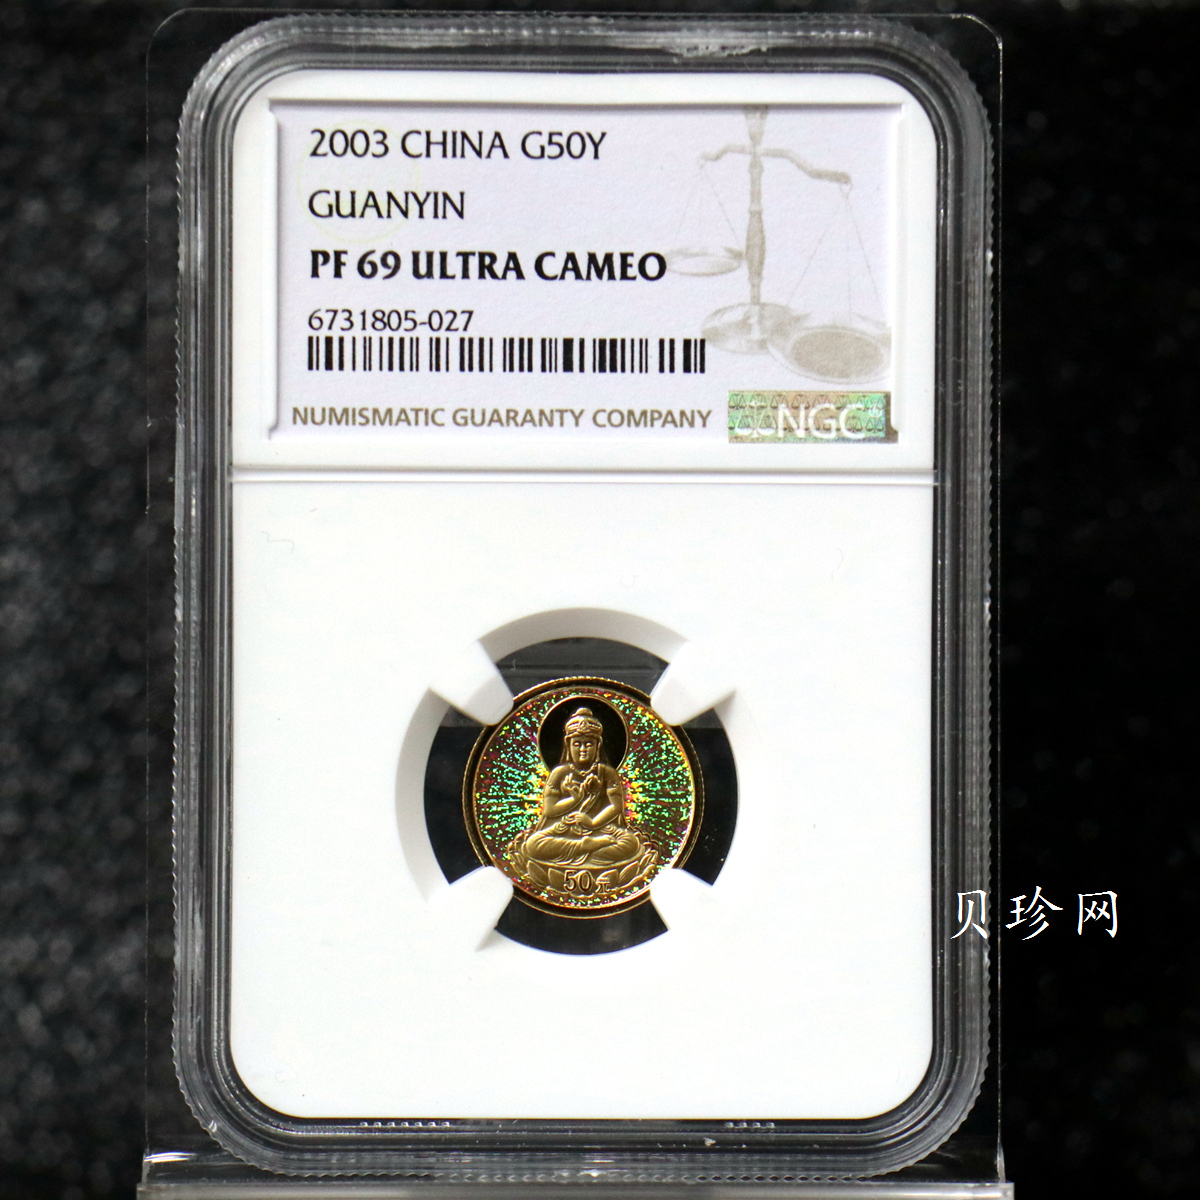 2003 CHINA G50Y
GUANYIN
PF 69 ULTRA CAMEO
6731805-027
NUMISMATIC GUARANTY COMPANY
NGC
50元
贝珍网